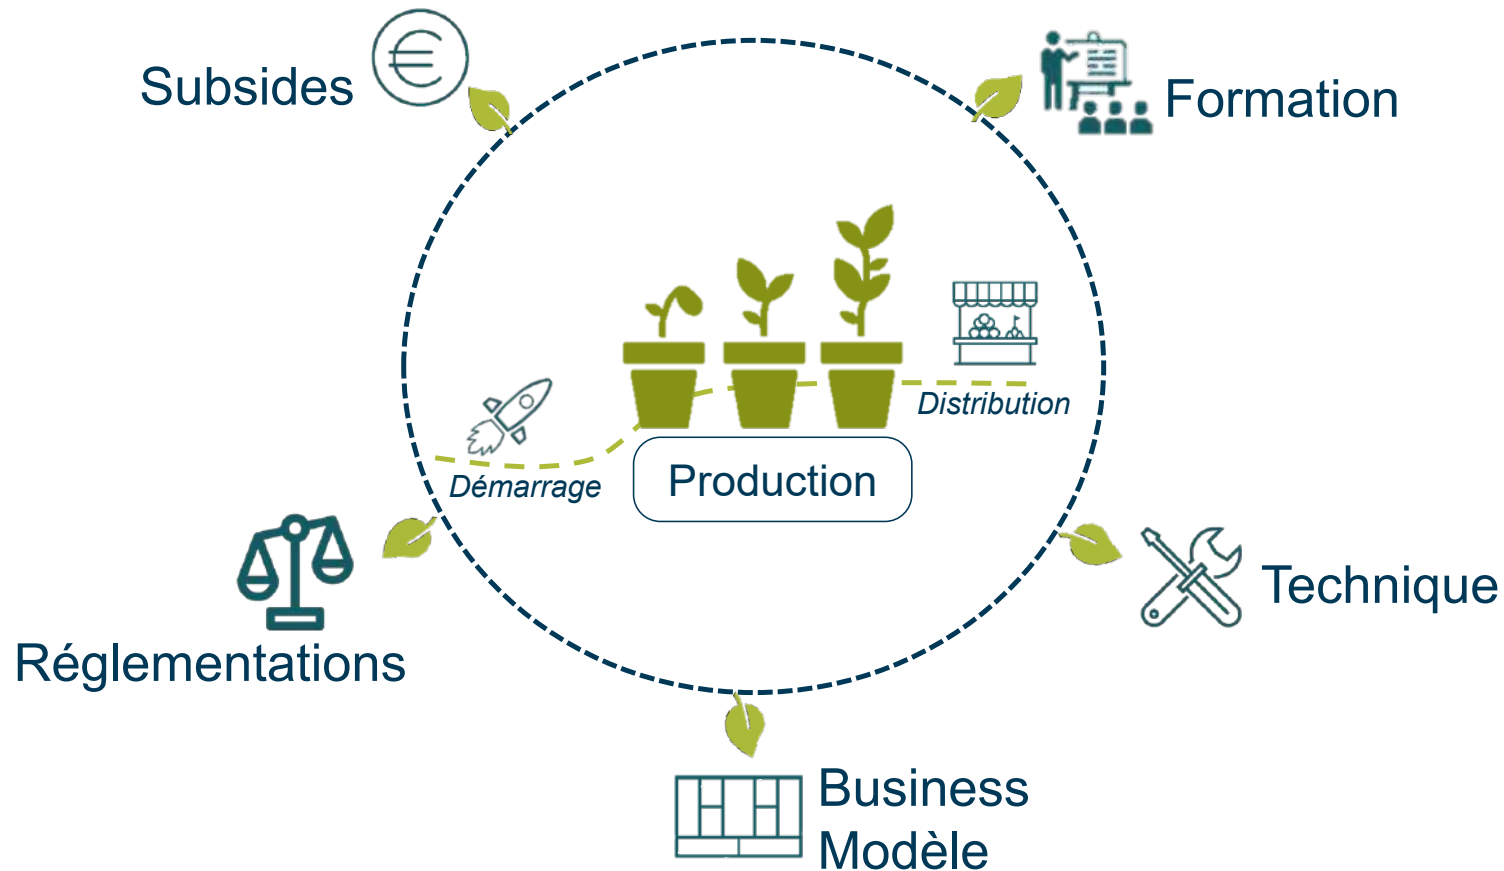 Subsides
Formation
Distribution
Démarrage
Production
Technique
Réglementations
Business
Modèle